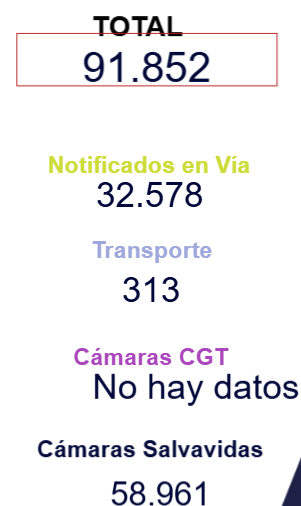 TOTAL
91.852
Notificados en Vía
32.578
Transporte
313
Cámaras CGT
No hay datos
Cámaras Salvavidas
58.961